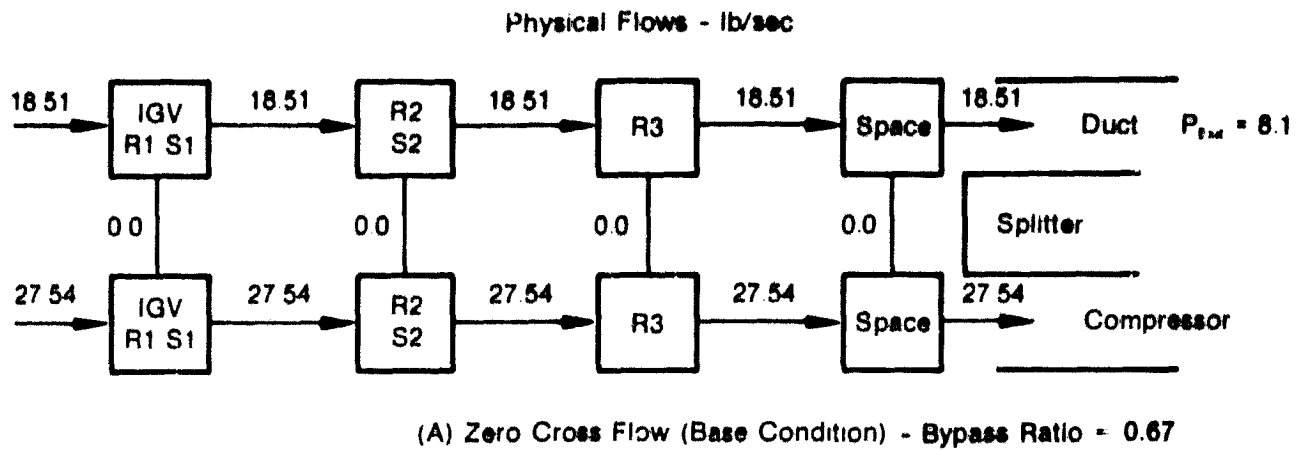 Physical Flows - lb/sec
18.51 18.51 18 51 18.51 18.51
IGV
R1 S1
R2
S2
R3
Space
Duct
= 8.1
0 0 0.0 0.0 0.0
Splitter
27.54 27 54 27.54 27.54 27.54
IGV
R1 S1
R2
S2
R3
Space
Compressor
(A) Zero Cross Flow (Base Condition) - Bypass Ratio = 0.67